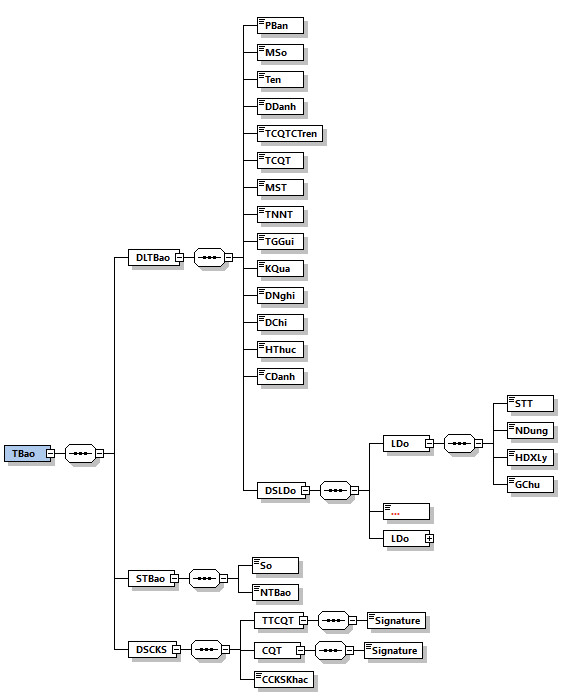 PBan
MSo
Ten
DDanh
TCQTCTren
TCQT
MST
TNNT
TGGui
KQua
DNghi
DChi
HThuc
CDanh
DLTBao
TBao
DSLDo
LDo
STT
NDung
HDXLy
GChu
...
LDo
STBao
So
NTBao
DSCKS
TTCQT
Signature
CQT
Signature
CCKSKhac